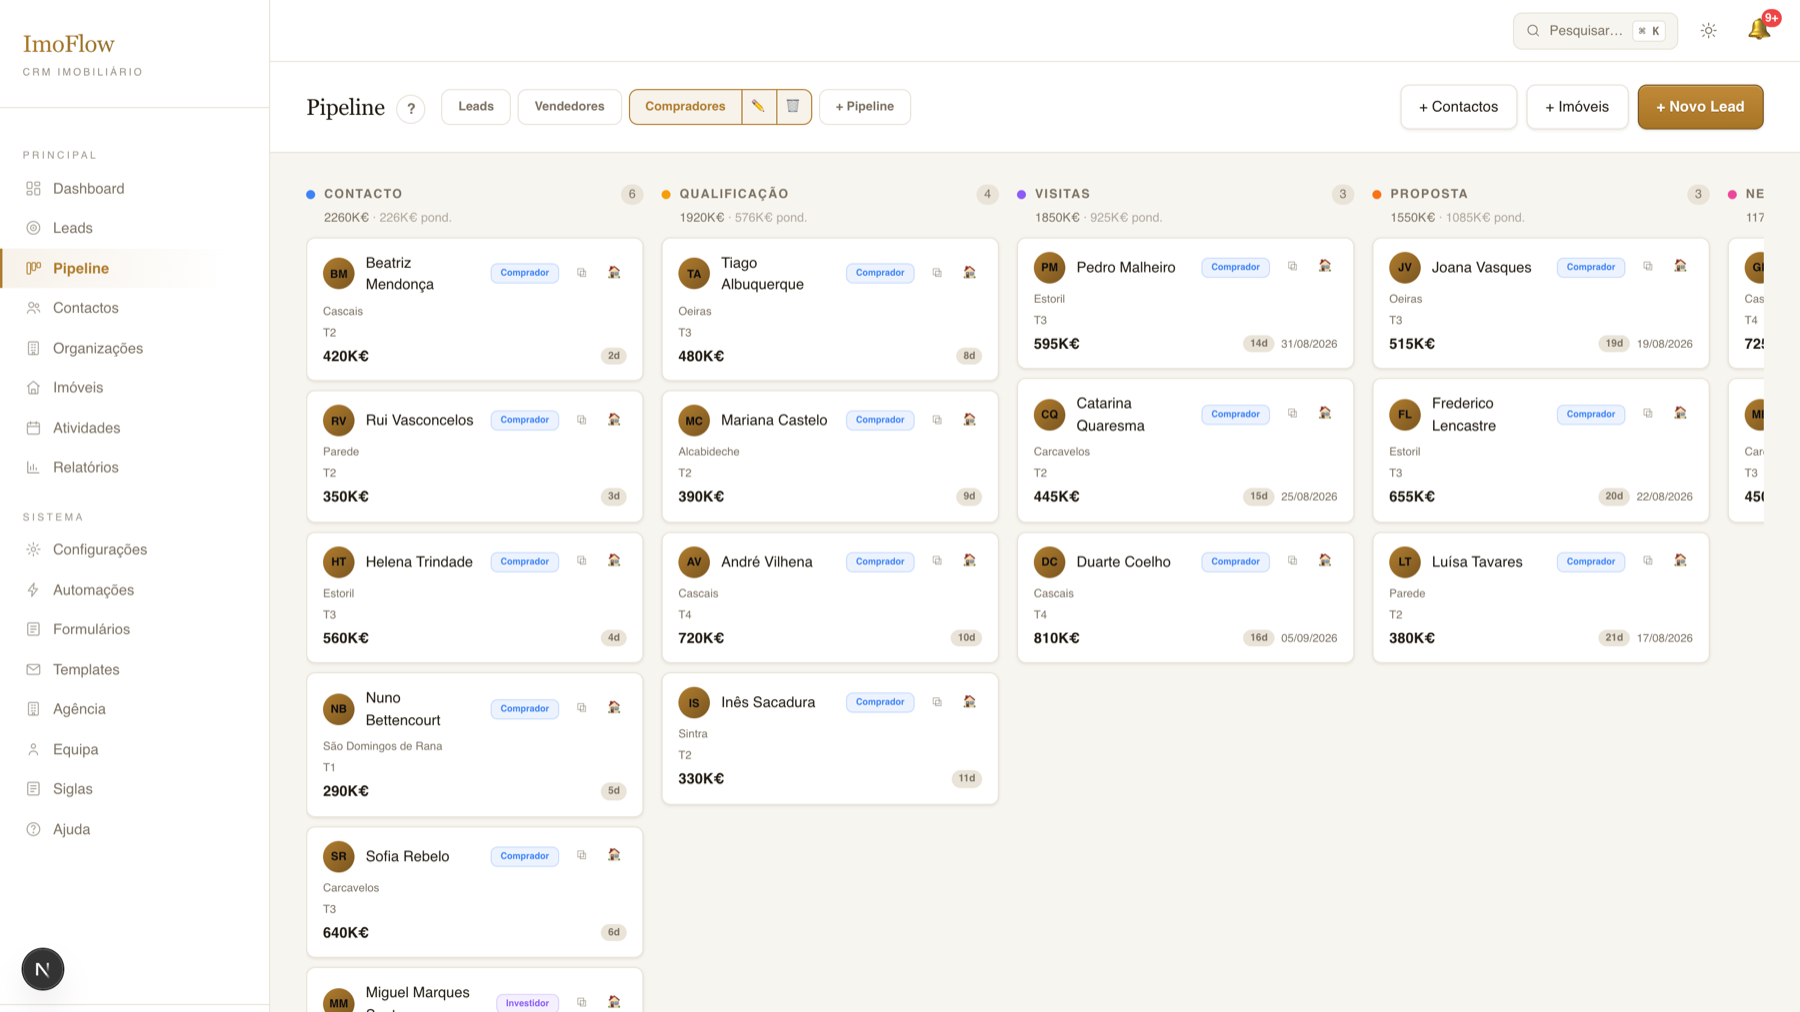 ImoFlow
CRM IMOBILIÁRIO
PRINCIPAL
Dashboard
Leads
Pipeline
Contactos
Organizações
Imóveis
Atividades
Relatórios
SISTEMA
Configurações
Automações
Formulários
Templates
Agência
Equipa
Siglas
Ajuda
N
Pesquisar... ⌘ K
9+
Pipeline ? Leads Vendedores Compradores + Pipeline
+ Contactos + Imóveis + Novo Lead
CONTACTO 6
2260K€ · 226K€ pond.
BM Beatriz Mendonça Comprador
Cascais
T2
420K€ 2d
RV Rui Vasconcelos Comprador
Parede
T2
350K€ 3d
HT Helena Trindade Comprador
Estoril
T3
560K€ 4d
NB Nuno Bettencourt Comprador
São Domingos de Rana
T1
290K€ 5d
SR Sofia Rebelo Comprador
Carcavelos
T3
640K€ 6d
MM Miguel Marques Investidor
QUALIFICAÇÃO 4
1920K€ · 576K€ pond.
TA Tiago Albuquerque Comprador
Oeiras
T3
480K€ 8d
MC Mariana Castelo Comprador
Alcabideche
T2
390K€ 9d
AV André Vilhena Comprador
Cascais
T4
720K€ 10d
IS Inês Sacadura Comprador
Sintra
T2
330K€ 11d
VISITAS 3
1850K€ · 925K€ pond.
PM Pedro Malheiro Comprador
Estoril
T3
595K€ 14d 31/08/2026
CQ Catarina Quaresma Comprador
Carcavelos
T2
445K€ 15d 25/08/2026
DC Duarte Coelho Comprador
Cascais
T4
810K€ 16d 05/09/2026
PROPOSTA 3
1550K€ · 1085K€ pond.
JV Joana Vasques Comprador
Oeiras
T3
515K€ 19d 19/08/2026
FL Frederico Lencastre Comprador
Estoril
T3
655K€ 20d 22/08/2026
LT Luísa Tavares Comprador
Parede
T2
380K€ 21d 17/08/2026
NE
117
Cas
T4
725
Car
T3
450